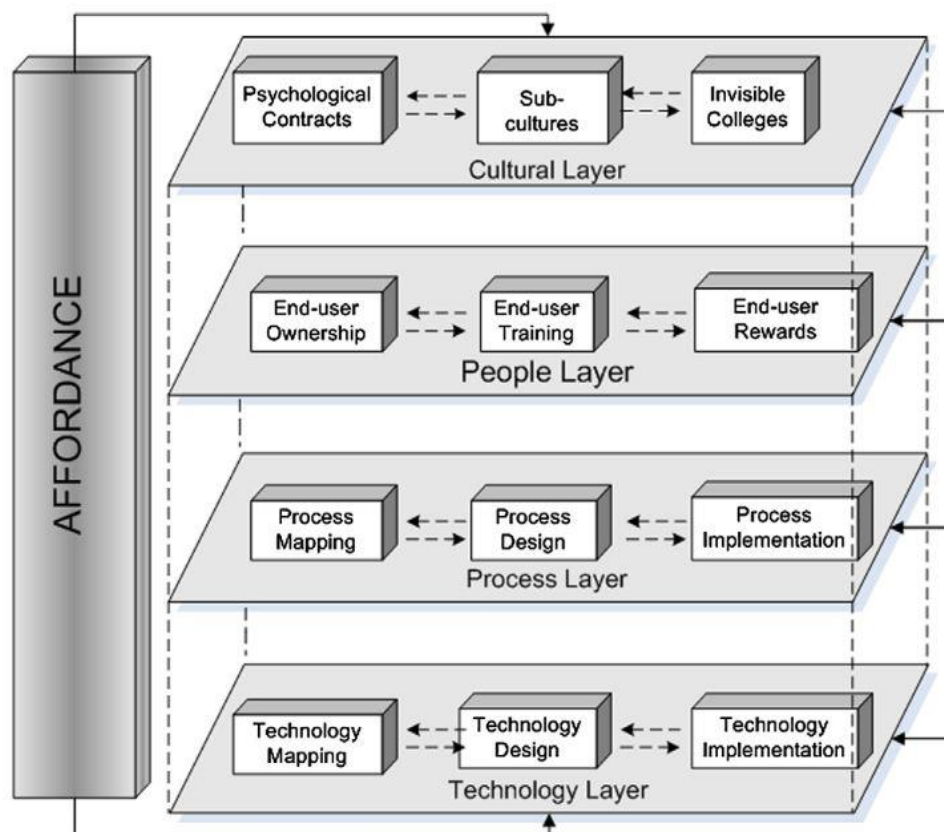 AFFORDANCE
Psychological
Contracts
Sub-
cultures
Invisible
Colleges
Cultural Layer
End-user
Ownership
End-user
Training
End-user
Rewards
People Layer
Process
Mapping
Process
Design
Process
Implementation
Process Layer
Technology
Mapping
Technology
Design
Technology
Implementation
Technology Layer